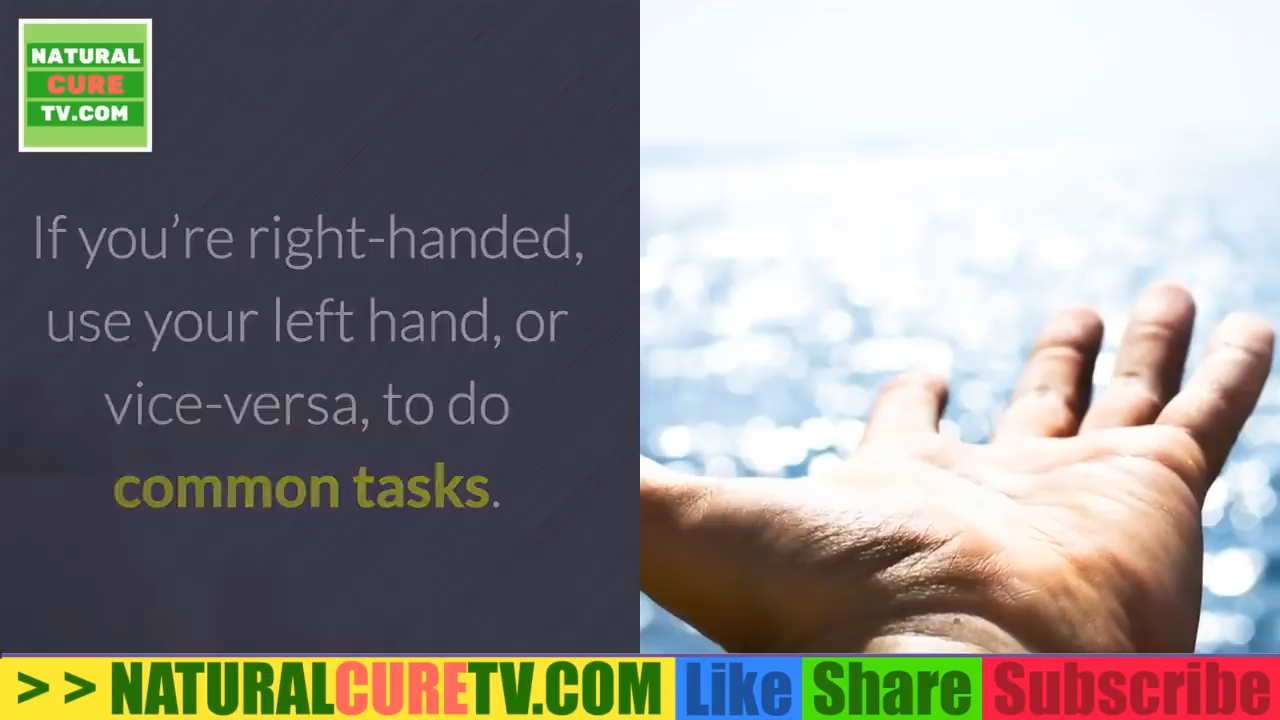 NATURAL
CURE
TV.COM
If you’re right-handed,
use your left hand, or
vice-versa, to do
common tasks.
> > NATURALCURETV.COM Like Share Subscribe